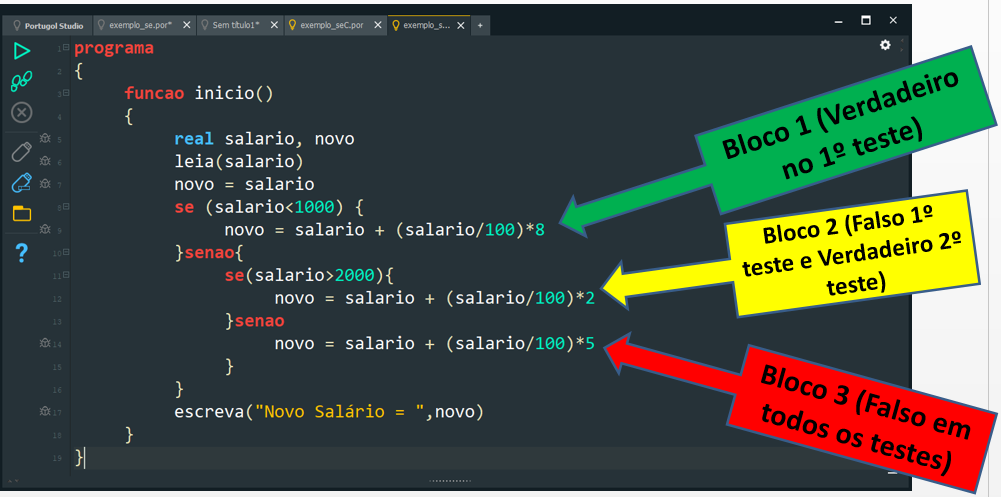 Portugol Studio exemplo_se.por* Sem título1* exemplo_seC.por exemplo_s...
1 programa
2 {
3 funcao inicio()
4 {
5 real salario, novo
6 leia(salario)
7 novo = salario
8 se (salario<1000) {
9 novo = salario + (salario/100)*8
10 }senao{
11 se(salario>2000){
12 novo = salario + (salario/100)*2
13 }senao
14 novo = salario + (salario/100)*5
15 }
16 }
17 escreva("Novo Salário = ",novo)
18 }
19 }
Bloco 1 (Verdadeiro
no 1º teste)
Bloco 2 (Falso 1º
teste e Verdadeiro 2º
teste)
Bloco 3 (Falso em
todos os testes)